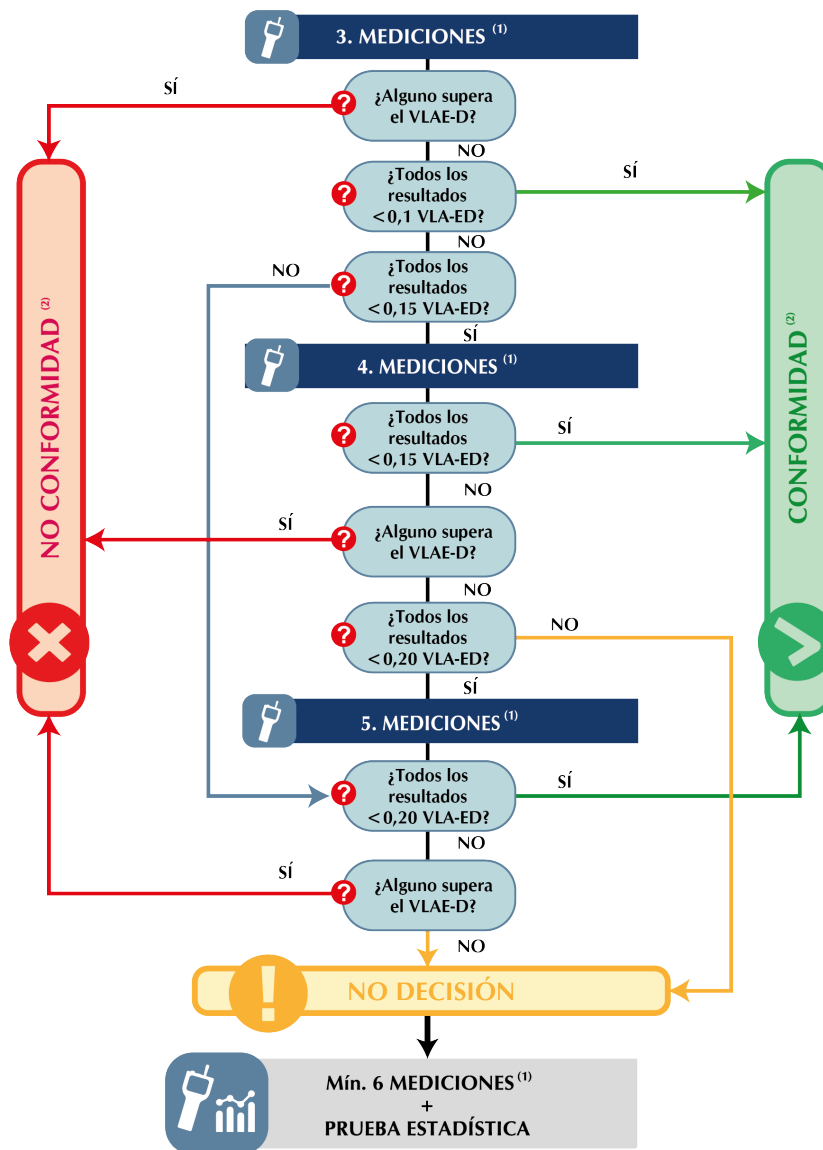 3. MEDICIONES (1)
SÍ
¿Alguno supera
el VLAE-D?
NO
¿Todos los
resultados
<0,1 VLA-ED?
SÍ
NO
NO
¿Todos los
resultados
<0,15 VLA-ED?
SÍ
4. MEDICIONES (1)
¿Todos los
resultados
<0,15 VLA-ED?
SÍ
NO
SÍ
¿Alguno supera
el VLAE-D?
NO
¿Todos los
resultados
<0,20 VLA-ED?
NO
SÍ
5. MEDICIONES (1)
¿Todos los
resultados
<0,20 VLA-ED?
SÍ
NO
SÍ
¿Alguno supera
el VLAE-D?
NO
NO CONFORMIDAD (2)
CONFORMIDAD (2)
NO DECISIÓN
Mín. 6 MEDICIONES (1)
+
PRUEBA ESTADÍSTICA